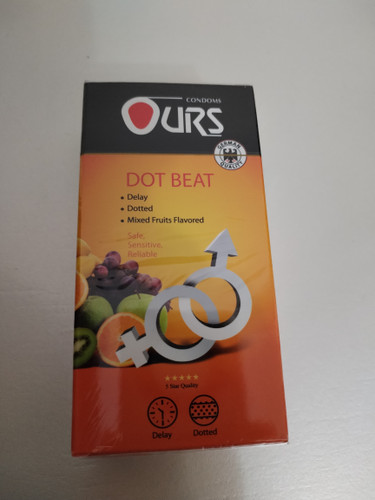 CONDOMS
OURS
GERMAN
QUALITY
DOT BEAT
• Delay
• Dotted
• Mixed Fruits Flavored
Safe,
Sensitive,
Reliable
5 Star Quality
Delay
Dotted